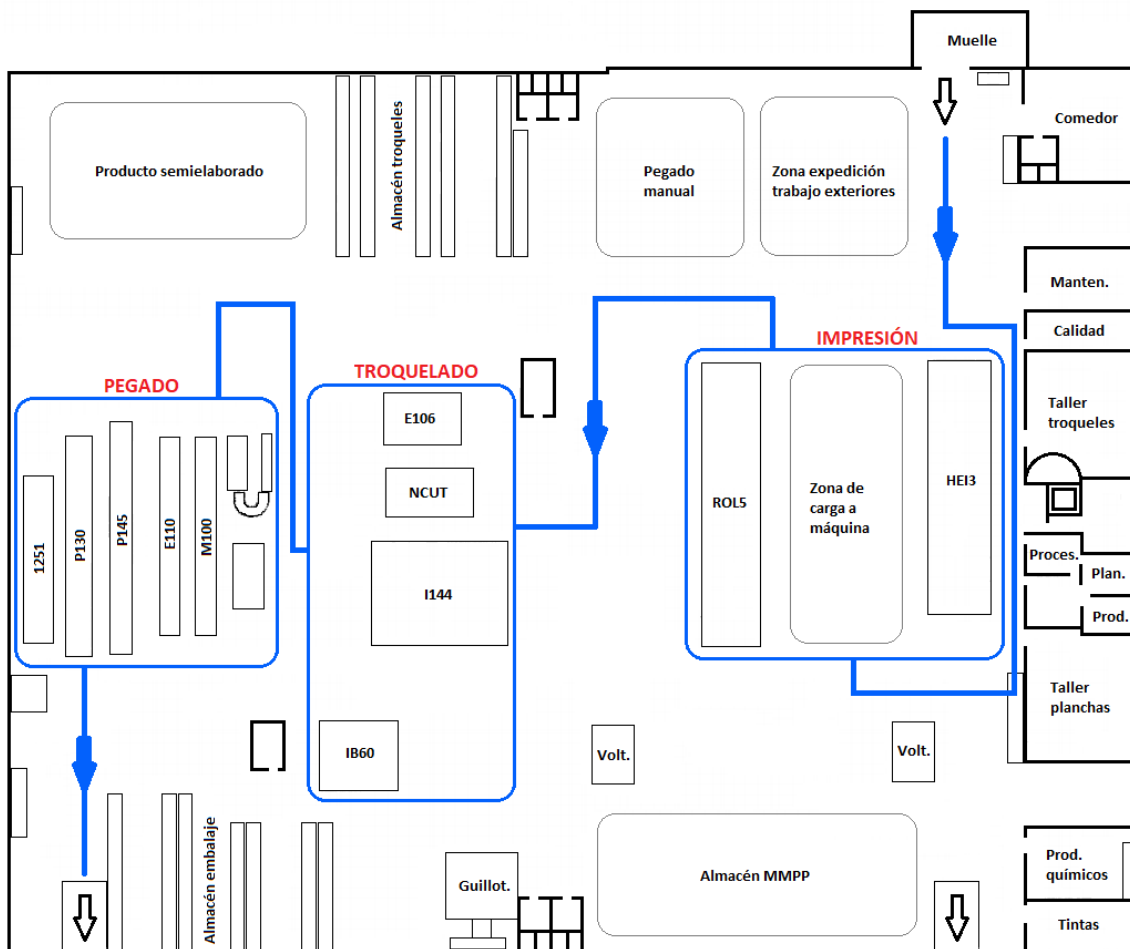 Muelle
Comedor
Producto semielaborado
Almacén troqueles
Pegado
manual
Zona expedición
trabajo exteriores
Manten.
Calidad
IMPRESIÓN
TROQUELADO
PEGADO
Taller
troqueles
E106
NCUT
I144
IB60
ROL5
Zona de
carga a
máquina
HEI3
1251
P130
P145
E110
M100
Proces.
Plan.
Prod.
Taller
planchas
Volt.
Volt.
Almacén embalaje
Guillot.
Almacén MMPP
Prod.
químicos
Tintas